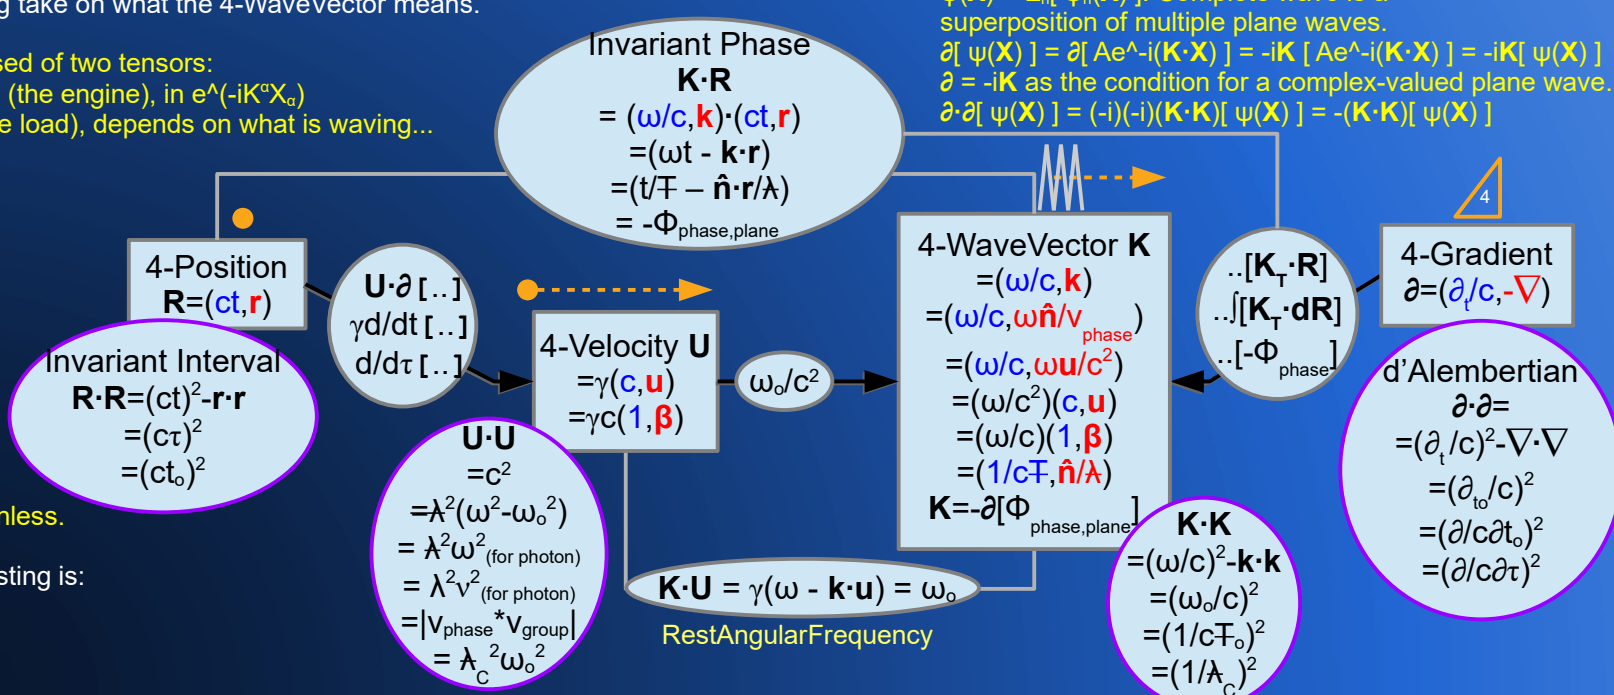 g take on what the 4-WaveVector means.
sed of two tensors:
(the engine), in e^(-iK^αX_α)
e load), depends on what is waving...
superposition of multiple plane waves.
∂[ ψ(X) ] = ∂[ Ae^-i(K·X) ] = -iK [ Ae^-i(K·X) ] = -iK[ ψ(X) ]
∂ = -iK as the condition for a complex-valued plane wave.
∂·∂[ ψ(X) ] = (-i)(-i)(K·K)[ ψ(X) ] = -(K·K)[ ψ(X) ]
Invariant Phase
K·R
= (ω/c,k)·(ct,r)
=(ωt - k·r)
=(t/Ŧ – n̂·r/ƛ)
= -Φphase,plane
4-Position
R=(ct,r)
Invariant Interval
R·R=(ct)²-r·r
=(cτ)²
=(ctₒ)²
U·∂[..]
γd/dt [..]
d/dτ [..]
4-Velocity U
=γ(c,u)
=γc(1,β)
U·U
=c²
=ƛ²(ω²-ωₒ²)
= ƛ²ω²(for photon)
= λ²ν²(for photon)
=|vphase*vgroup|
= ƛC²ωₒ²
ωₒ/c²
4-WaveVector K
=(ω/c,k)
=(ω/c,ωn̂/vphase)
=(ω/c,ωu/c²)
=(ω/c²)(c,u)
=(ω/c)(1,β)
=(1/cŦ,n̂/ƛ)
K=-∂[Φphase,plane]
K·U = γ(ω - k·u) = ωₒ
RestAngularFrequency
K·K
=(ω/c)²-k·k
=(ωₒ/c)²
=(1/cŦₒ)²
=(1/ƛC)²
..[KT·R]
..∫[KT·dR]
..[-Φphase]
4
4-Gradient
∂=(∂t/c,-∇)
d'Alembertian
∂·∂=
=(∂t/c)²-∇·∇
=(∂to/c)²
=(∂/c∂tₒ)²
=(∂/c∂τ)²
nless.
sting is: